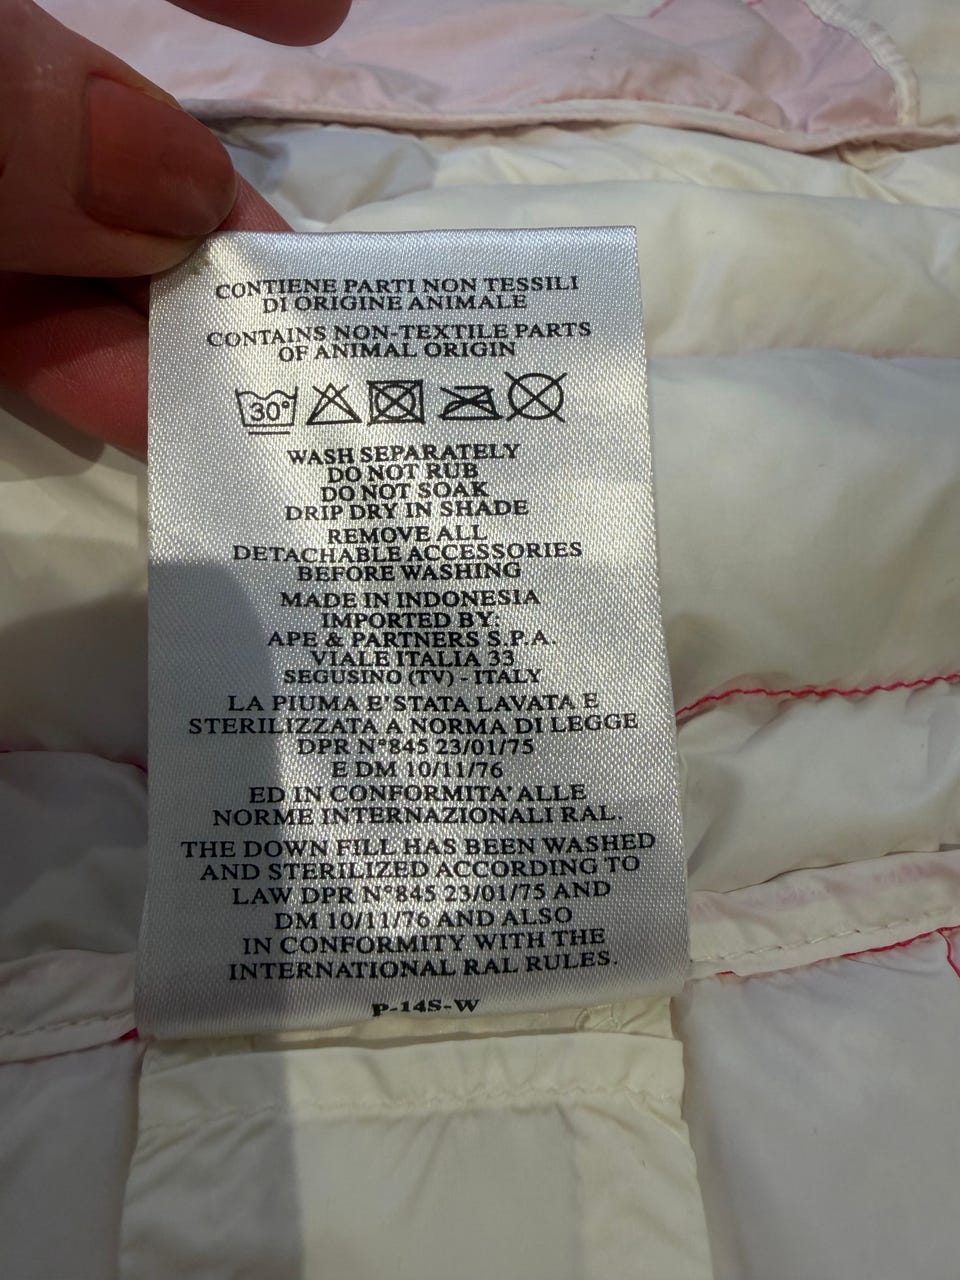 CONTIENE PARTI NON TESSILI
DI ORIGINE ANIMALE
CONTAINS NON-TEXTILE PARTS
OF ANIMAL ORIGIN
30°
WASH SEPARATELY
DO NOT RUB
DO NOT SOAK
DRIP DRY IN SHADE
REMOVE ALL
DETACHABLE ACCESSORIES
BEFORE WASHING
MADE IN INDONESIA
IMPORTED BY:
APE & PARTNERS S.P.A.
VIALE ITALIA 33
SEGUSINO (TV) - ITALY
LA PIUMA E' STATA LAVATA E
STERILIZZATA A NORMA DI LEGGE
DPR N°845 23/01/75
E DM 10/11/76
ED IN CONFORMITA' ALLE
NORME INTERNAZIONALI RAL.
THE DOWN FILL HAS BEEN WASHED
AND STERILIZED ACCORDING TO
LAW DPR N°845 23/01/75 AND
DM 10/11/76 AND ALSO
IN CONFORMITY WITH THE
INTERNATIONAL RAL RULES.
P-14S-W